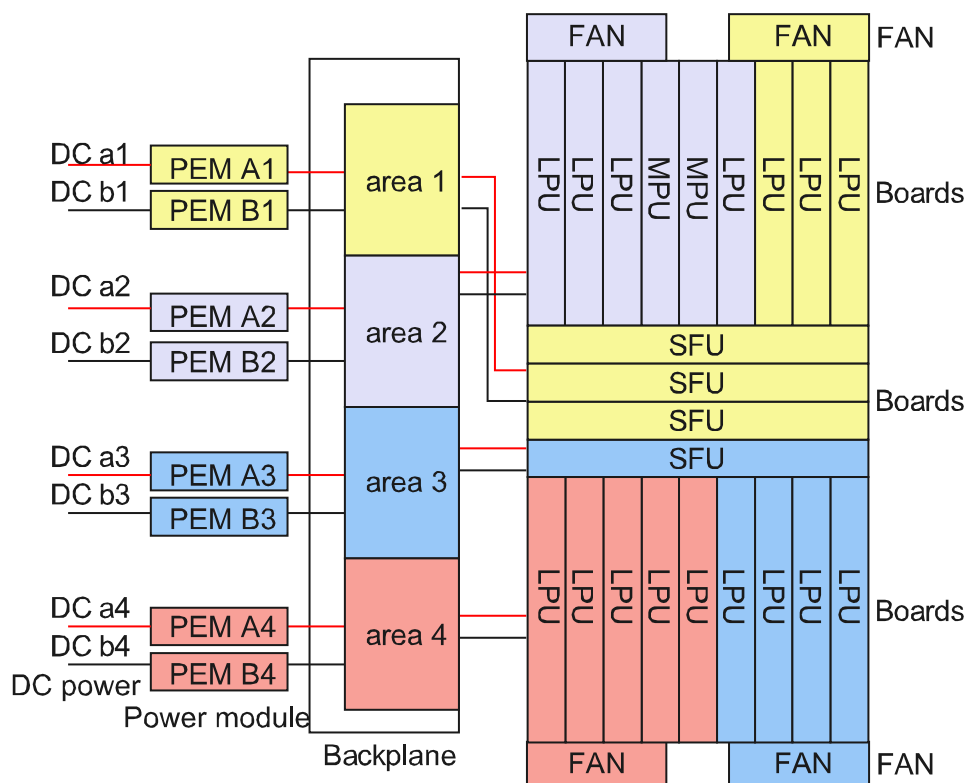 FAN FAN FAN
DC a1
PEM A1
DC b1
PEM B1
area 1
LPU LPU LPU MPU MPU LPU LPU LPU LPU
Boards
DC a2
PEM A2
DC b2
PEM B2
area 2
SFU
SFU
SFU
SFU
Boards
DC a3
PEM A3
DC b3
PEM B3
area 3
DC a4
PEM A4
DC b4
PEM B4
area 4
LPU LPU LPU LPU LPU LPU LPU LPU LPU
Boards
DC power
Power module
Backplane
FAN FAN FAN